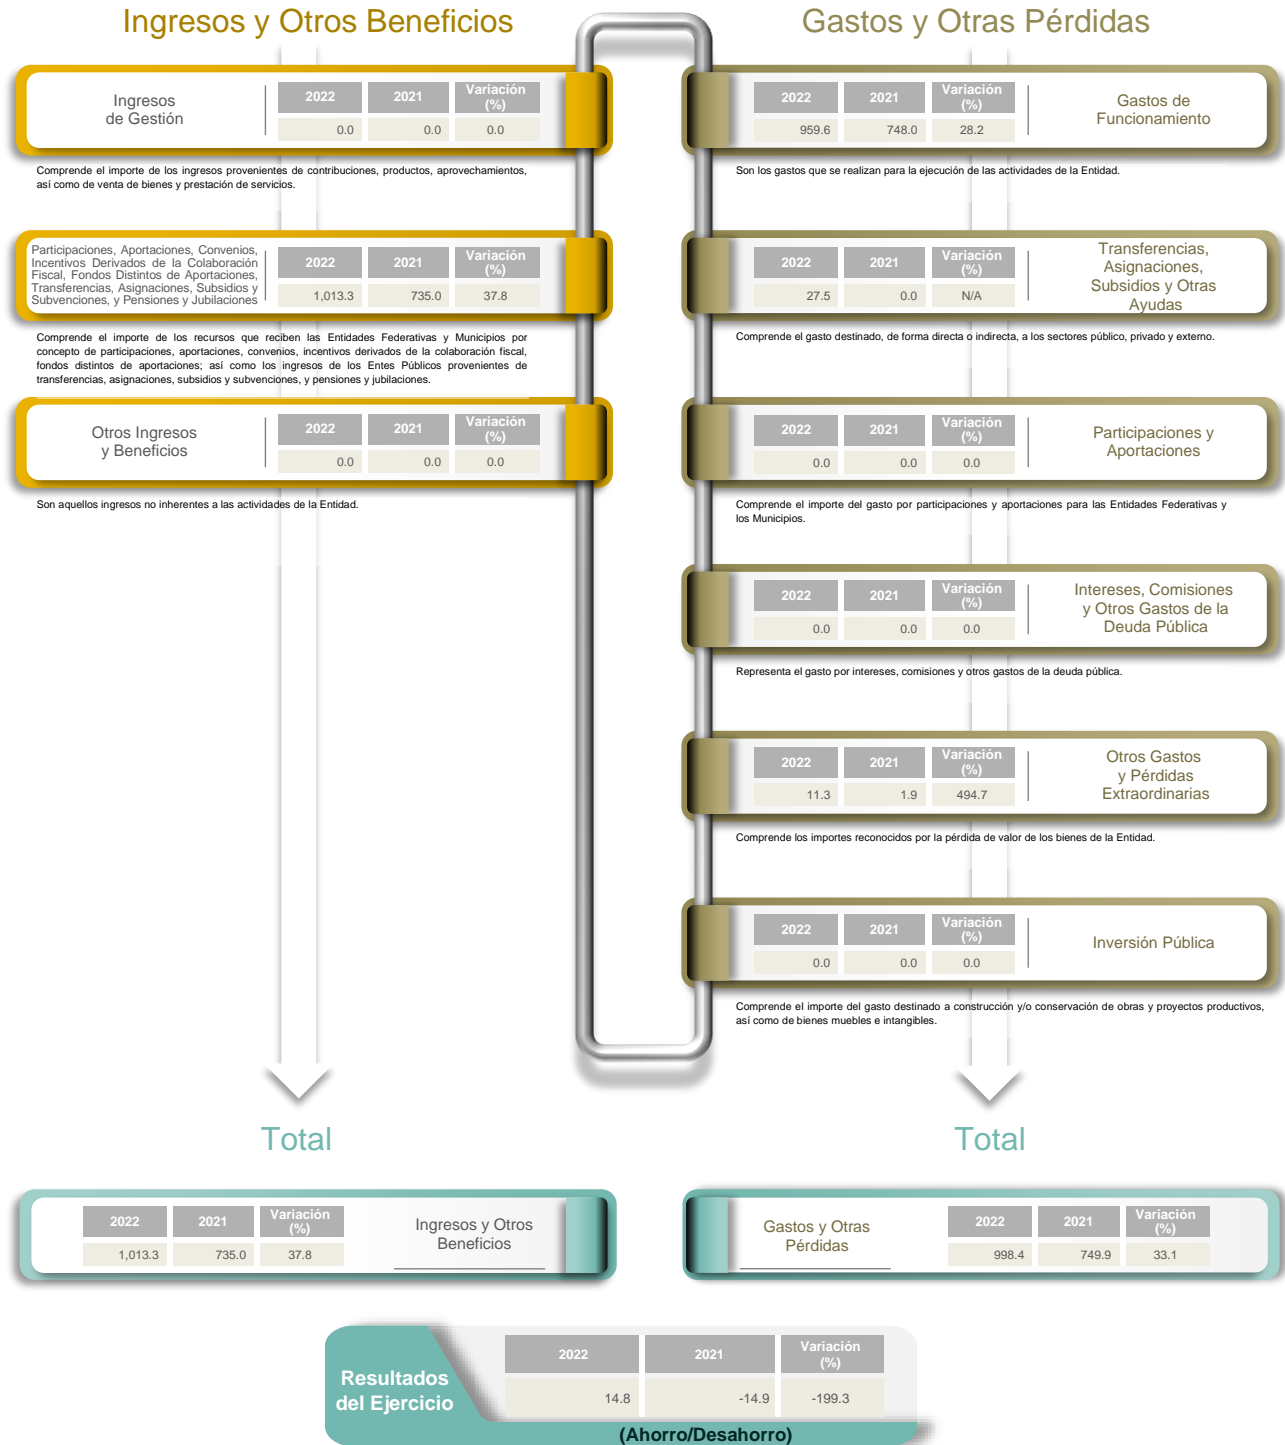 Ingresos y Otros Beneficios
Ingresos
de Gestión
2022 2021 Variación
(%)
0.0 0.0 0.0
Comprende el importe de los ingresos provenientes de contribuciones, productos, aprovechamientos,
así como de venta de bienes y prestación de servicios.
Participaciones, Aportaciones, Convenios,
Incentivos Derivados de la Colaboración
Fiscal, Fondos Distintos de Aportaciones,
Transferencias, Asignaciones, Subsidios y
Subvenciones, y Pensiones y Jubilaciones
2022 2021 Variación
(%)
1,013.3 735.0 37.8
Comprende el importe de los recursos que reciben las Entidades Federativas y Municipios por
concepto de participaciones, aportaciones, convenios, incentivos derivados de la colaboración fiscal,
fondos distintos de aportaciones; así como los ingresos de los Entes Públicos provenientes de
transferencias, asignaciones, subsidios y subvenciones, y pensiones y jubilaciones.
Otros Ingresos
y Beneficios
2022 2021 Variación
(%)
0.0 0.0 0.0
Son aquellos ingresos no inherentes a las actividades de la Entidad.
Gastos y Otras Pérdidas
2022 2021 Variación
(%)
959.6 748.0 28.2
Gastos de
Funcionamiento
Son los gastos que se realizan para la ejecución de las actividades de la Entidad.
2022 2021 Variación
(%)
27.5 0.0 N/A
Transferencias,
Asignaciones,
Subsidios y Otras
Ayudas
Comprende el gasto destinado, de forma directa o indirecta, a los sectores público, privado y externo.
2022 2021 Variación
(%)
0.0 0.0 0.0
Participaciones y
Aportaciones
Comprende el importe del gasto por participaciones y aportaciones para las Entidades Federativas y
los Municipios.
2022 2021 Variación
(%)
0.0 0.0 0.0
Intereses, Comisiones
y Otros Gastos de la
Deuda Pública
Representa el gasto por intereses, comisiones y otros gastos de la deuda pública.
2022 2021 Variación
(%)
11.3 1.9 494.7
Otros Gastos
y Pérdidas
Extraordinarias
Comprende los importes reconocidos por la pérdida de valor de los bienes de la Entidad.
2022 2021 Variación
(%)
0.0 0.0 0.0
Inversión Pública
Comprende el importe del gasto destinado a construcción y/o conservación de obras y proyectos productivos,
así como de bienes muebles e intangibles.
Total
2022 2021 Variación
(%)
1,013.3 735.0 37.8
Ingresos y Otros
Beneficios
Total
Gastos y Otras
Pérdidas
2022 2021 Variación
(%)
998.4 749.9 33.1
Resultados
del Ejercicio
2022 2021 Variación
(%)
14.8 -14.9 -199.3
(Ahorro/Desahorro)